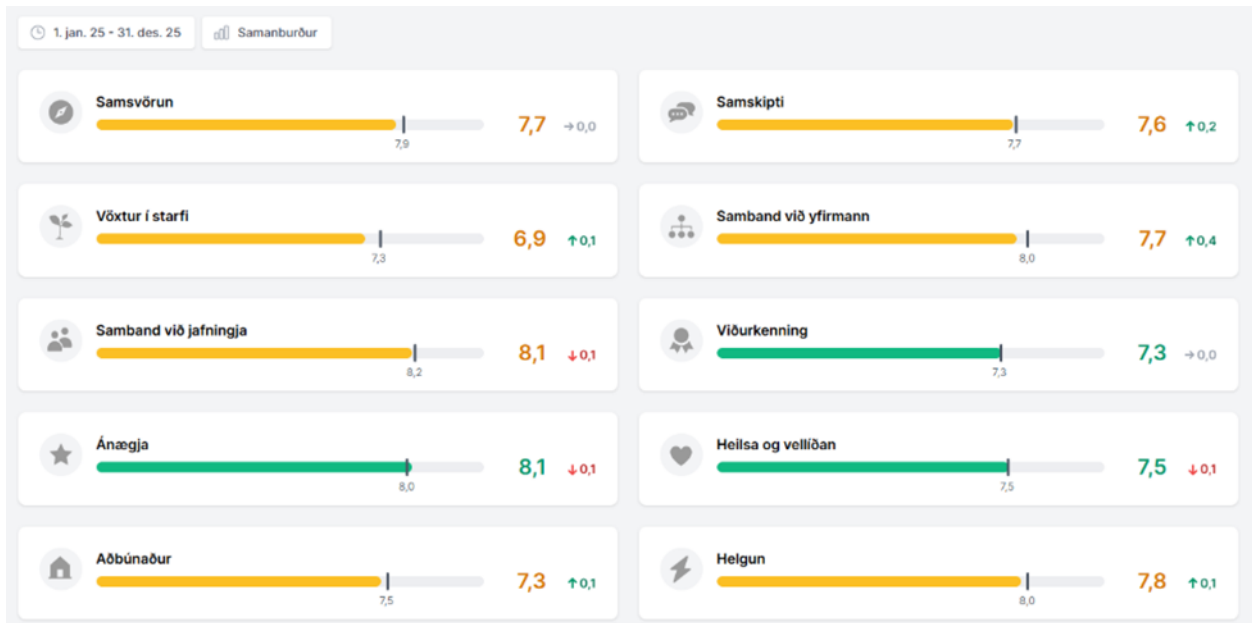 1. jan. 25 - 31. des. 25
Samanburður
Samsvörun
7,7 → 0,0
7,9
Samskipti
7,6 ↑ 0,2
7,7
Vöxtur í starfi
6,9 ↑ 0,1
7,3
Samband við yfirmann
7,7 ↑ 0,4
8,0
Samband við jafningja
8,1 ↓ 0,1
8,2
Viðurkenning
7,3 → 0,0
7,3
Ánægja
8,1 ↓ 0,1
8,0
Heilsa og vellíðan
7,5 ↓ 0,1
7,5
Aðbúnaður
7,3 ↑ 0,1
7,5
Helgun
7,8 ↑ 0,1
8,0